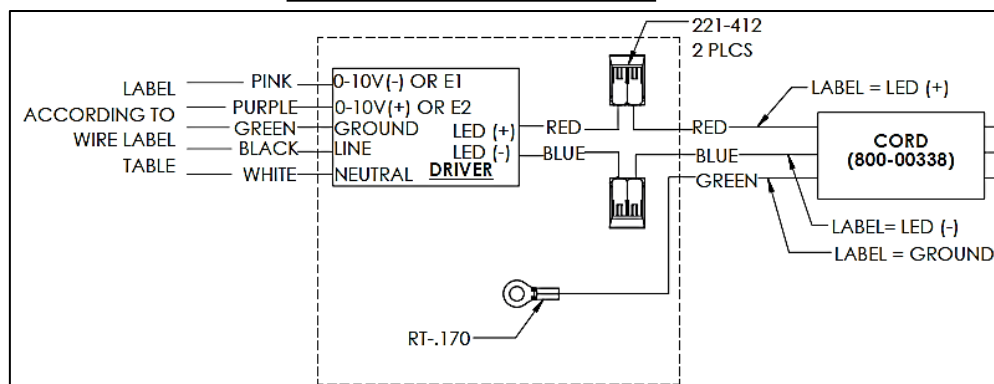 221-412
2 PLCS
LABEL
ACCORDING TO
WIRE LABEL
TABLE
PINK
PURPLE
GREEN
BLACK
WHITE
0-10V(-) OR E1
0-10V(+) OR E2
GROUND
LINE
NEUTRAL
LED (+)
LED (-)
DRIVER
RED
BLUE
RED
BLUE
GREEN
LABEL = LED (+)
CORD
(800-00338)
LABEL= LED (-)
LABEL = GROUND
RT-.170